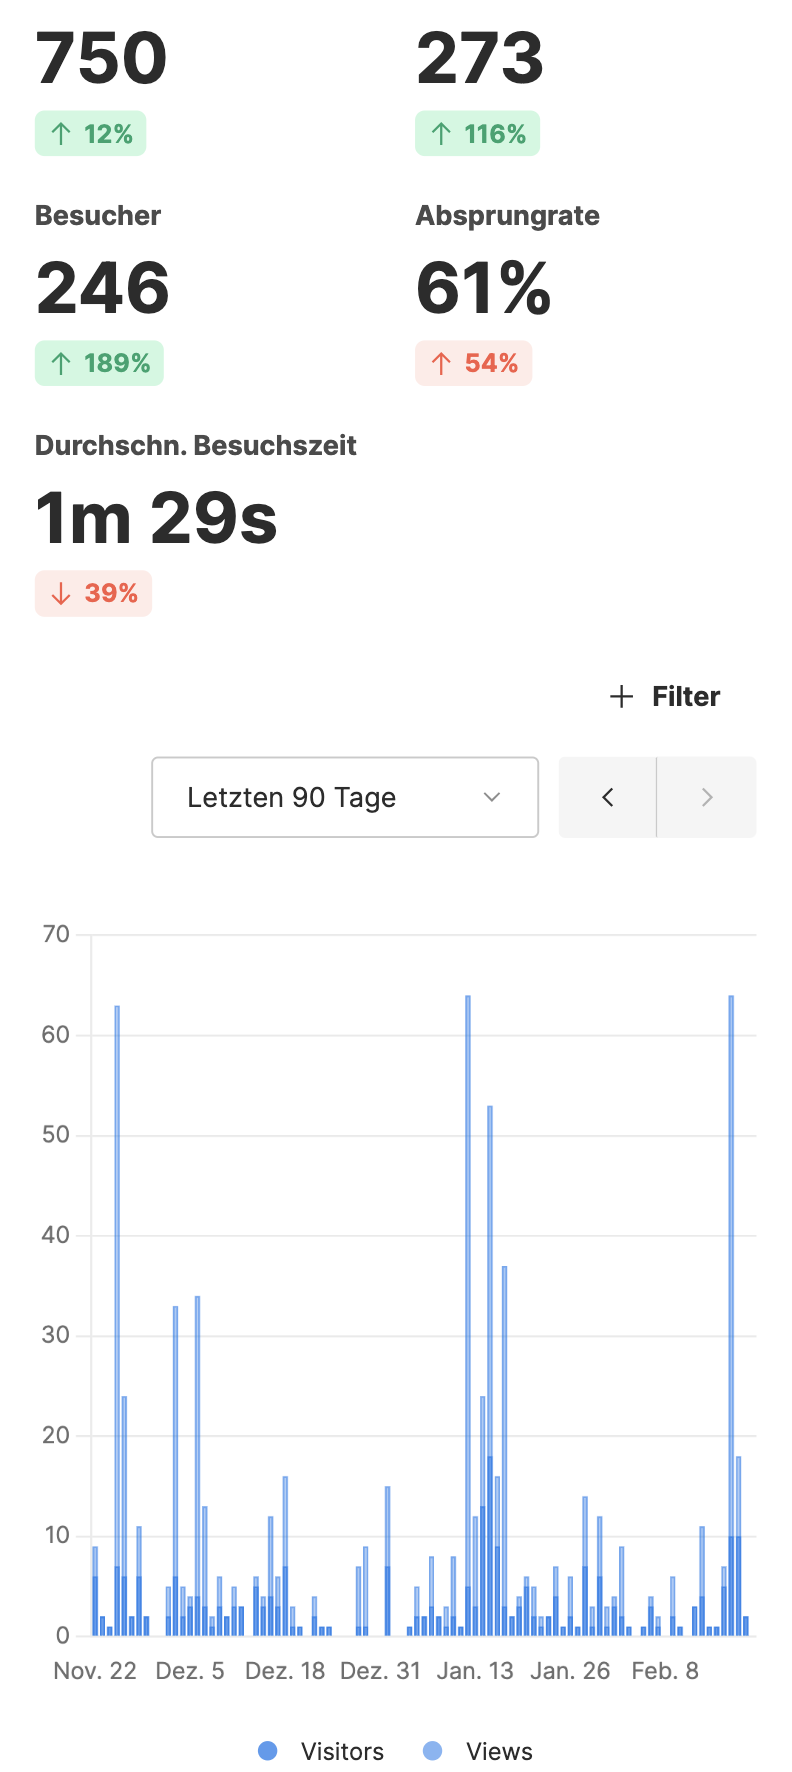 750 273
↑ 12% ↑ 116%
Besucher Absprungrate
246 61%
↑ 189% ↑ 54%
Durchschn. Besuchszeit
1m 29s
↓ 39%
+ Filter
Letzten 90 Tage
70
60
50
40
30
20
10
0
Nov. 22 Dez. 5 Dez. 18 Dez. 31 Jan. 13 Jan. 26 Feb. 8
Visitors Views